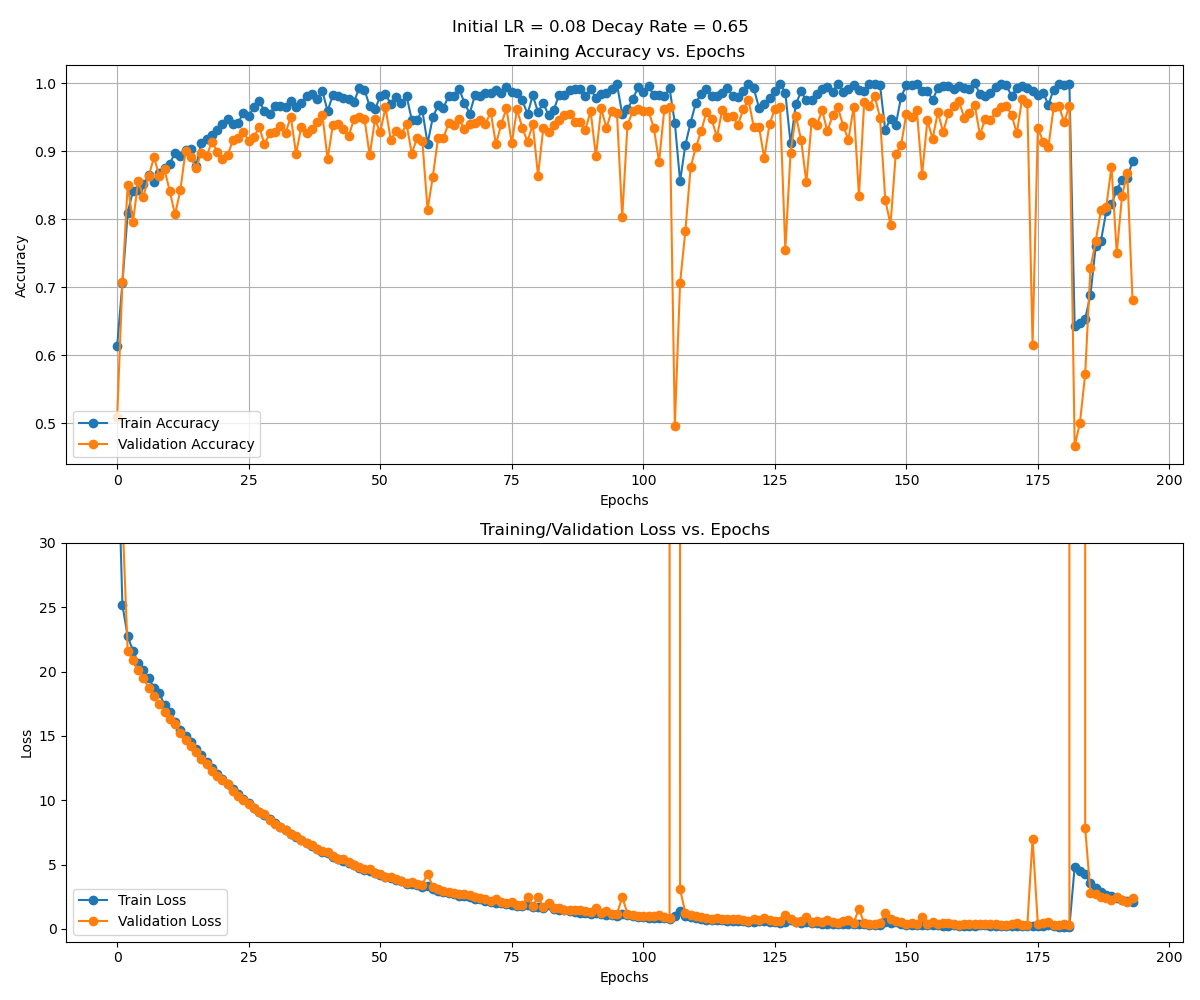 Initial LR = 0.08 Decay Rate = 0.65
Training Accuracy vs. Epochs
1.0
0.9
0.8
0.7
0.6
0.5
Accuracy
Train Accuracy
Validation Accuracy
0 25 50 75 100 125 150 175 200
Epochs
Training/Validation Loss vs. Epochs
30
25
20
15
10
5
0
Loss
Train Loss
Validation Loss
0 25 50 75 100 125 150 175 200
Epochs